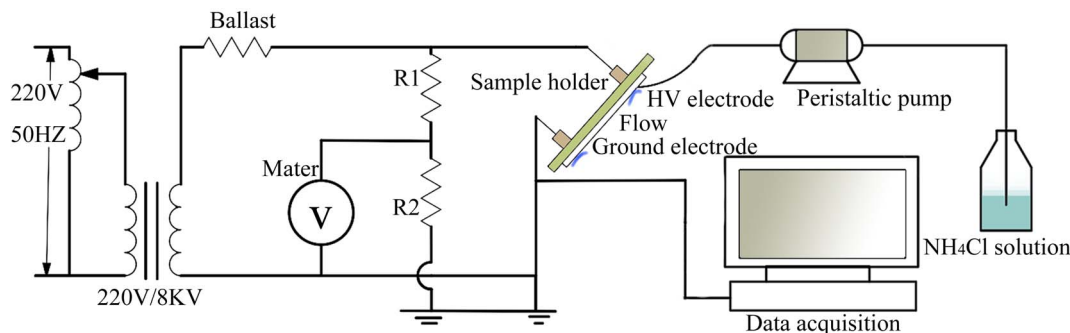 Ballast
220V
50HZ
R1
Sample holder
HV electrode
Peristaltic pump
Flow
Ground electrode
Mater
V
R2
NH₄Cl solution
220V/8KV
Data acquisition